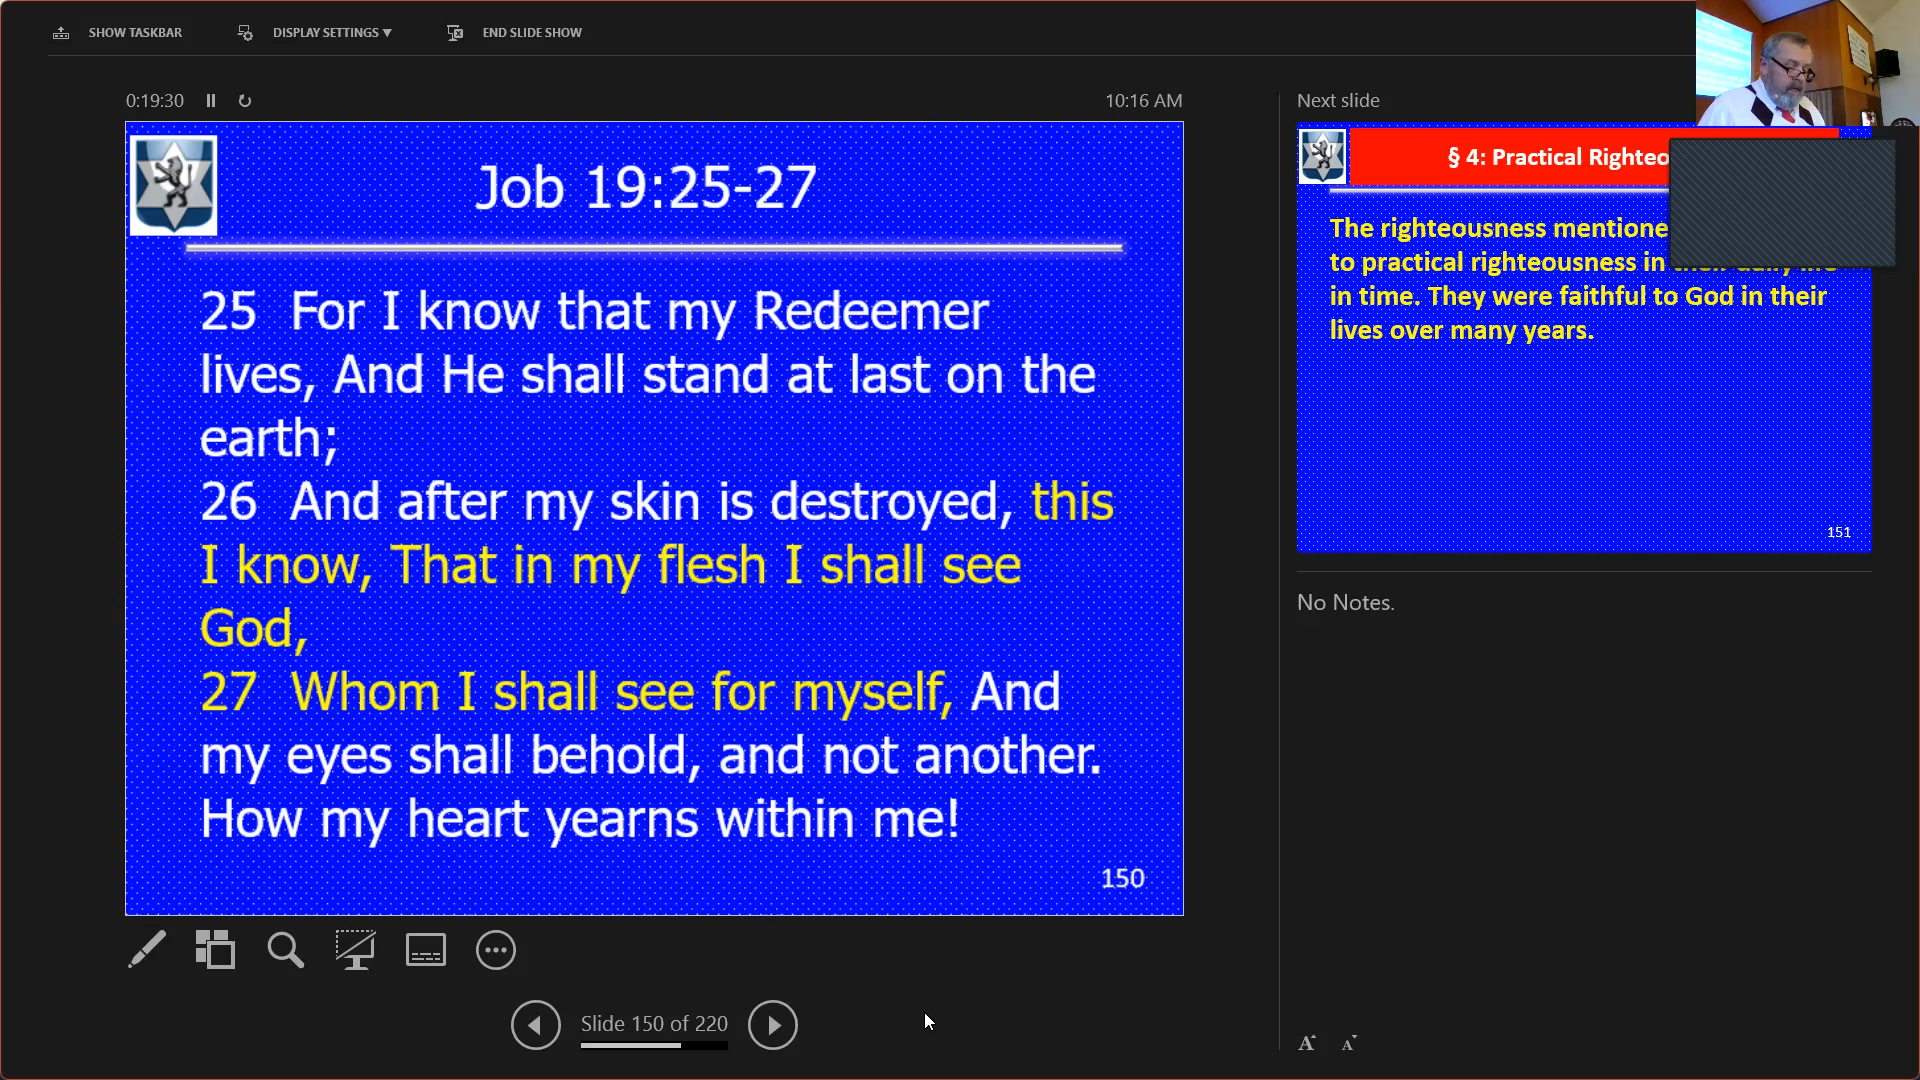 SHOW TASKBAR
DISPLAY SETTINGS ▼
END SLIDE SHOW
0:19:30
10:16 AM
Job 19:25-27
25 For I know that my Redeemer
lives, And He shall stand at last on the
earth;
26 And after my skin is destroyed, this
I know, That in my flesh I shall see
God,
27 Whom I shall see for myself, And
my eyes shall behold, and not another.
How my heart yearns within me!
150
Slide 150 of 220
Next slide
§ 4: Practical
The righteousness
to practical righteousness in
in time. They were faithful to God in their
lives over many years.
151
No Notes.
A A